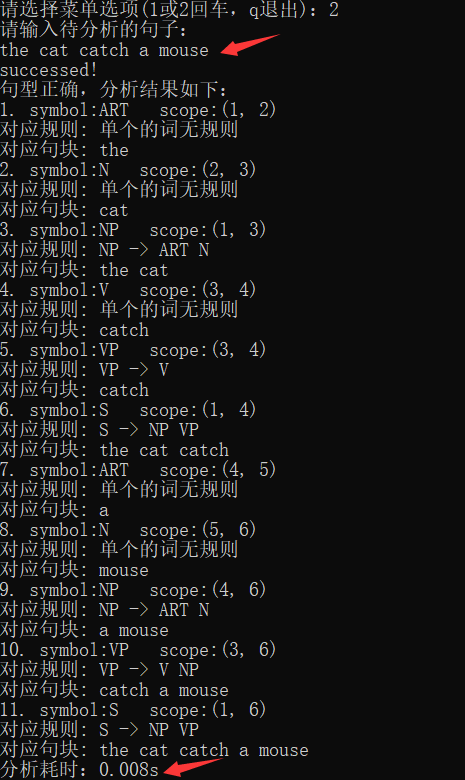 请选择菜单选项(1或2回车，q退出)：2
请输入待分析的句子：
the cat catch a mouse
successed!
句型正确，分析结果如下：
1. symbol:ART   scope:(1, 2)
对应规则: 单个的词无规则
对应句块: the
2. symbol:N   scope:(2, 3)
对应规则: 单个的词无规则
对应句块: cat
3. symbol:NP   scope:(1, 3)
对应规则: NP -> ART N
对应句块: the cat
4. symbol:V   scope:(3, 4)
对应规则: 单个的词无规则
对应句块: catch
5. symbol:VP   scope:(3, 4)
对应规则: VP -> V
对应句块: catch
6. symbol:S   scope:(1, 4)
对应规则: S -> NP VP
对应句块: the cat catch
7. symbol:ART   scope:(4, 5)
对应规则: 单个的词无规则
对应句块: a
8. symbol:N   scope:(5, 6)
对应规则: 单个的词无规则
对应句块: mouse
9. symbol:NP   scope:(4, 6)
对应规则: NP -> ART N
对应句块: a mouse
10. symbol:VP   scope:(3, 6)
对应规则: VP -> V NP
对应句块: catch a mouse
11. symbol:S   scope:(1, 6)
对应规则: S -> NP VP
对应句块: the cat catch a mouse
分析耗时：0.008s